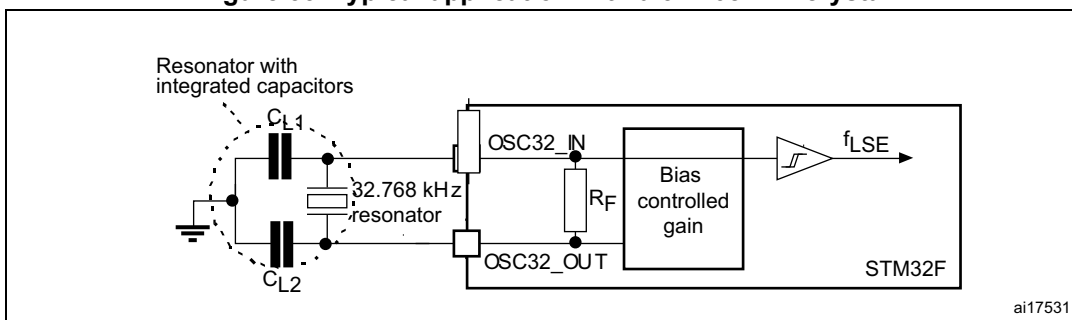 Resonator with
integrated capacitors
CL1
OSC32_IN
fLSE
32.768 kHz
resonator
RF
Bias
controlled
gain
OSC32_OUT
STM32F
CL2
ai17531